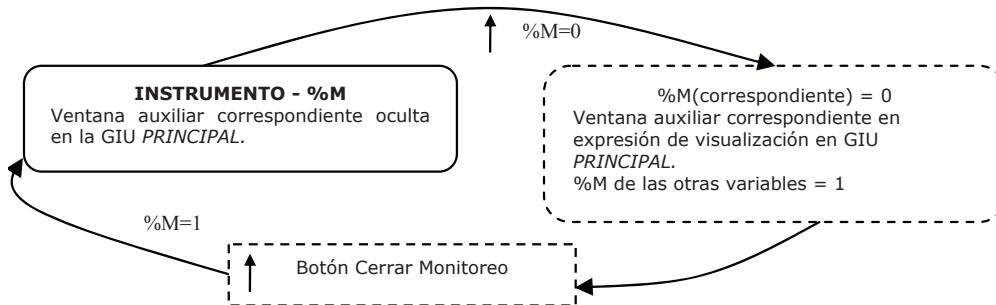 %M=0
INSTRUMENTO - %M
Ventana auxiliar correspondiente oculta
en la GIU PRINCIPAL.
%M(correspondiente) = 0
Ventana auxiliar correspondiente en
expresión de visualización en GIU
PRINCIPAL.
%M de las otras variables = 1
%M=1
Botón Cerrar Monitoreo